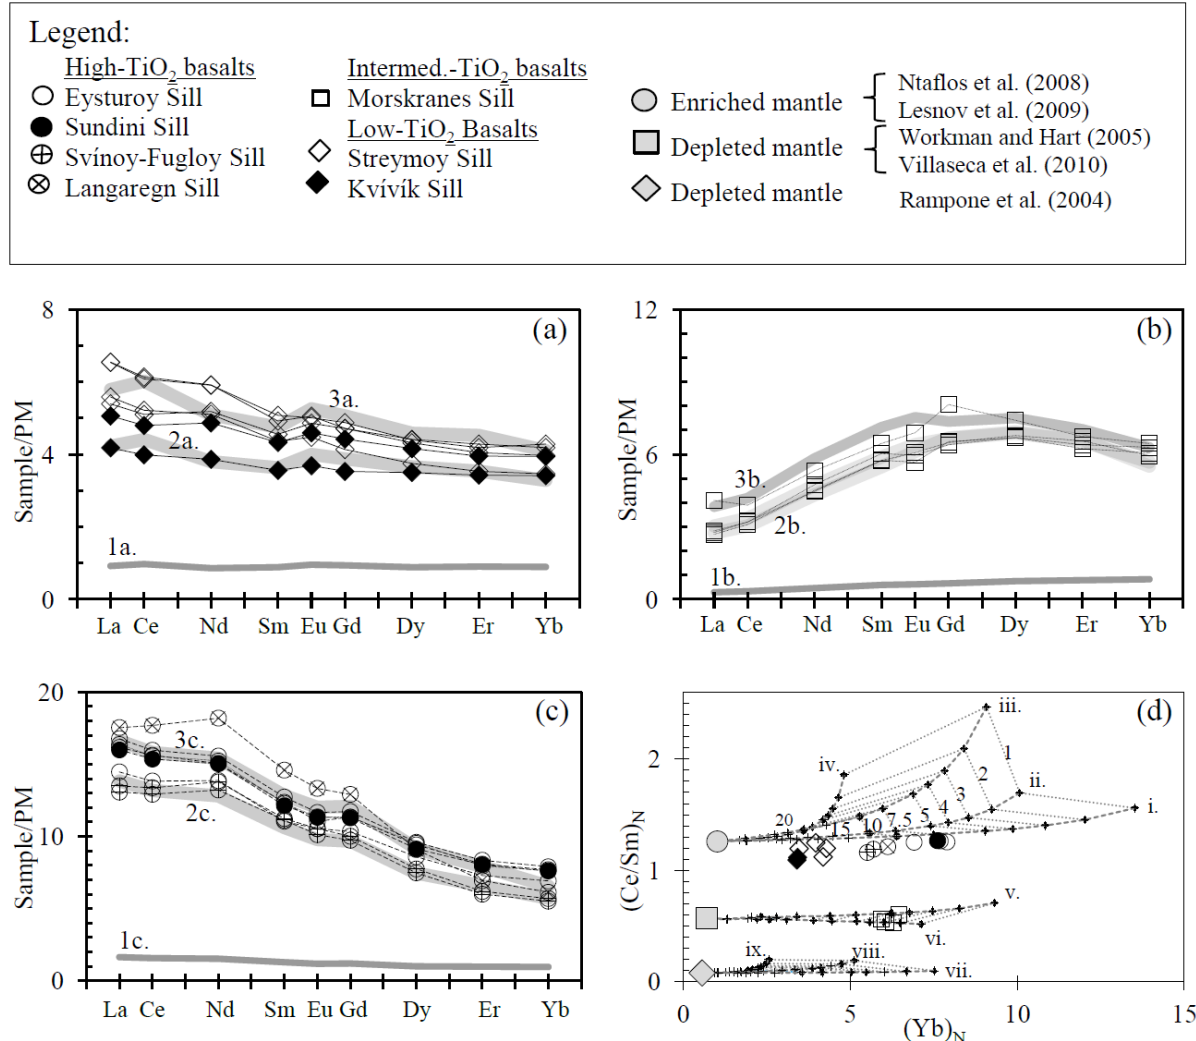 Legend:
High-TiO2 basalts
Eysturoy Sill
Sundini Sill
Svínoy-Fugloy Sill
Langaregn Sill
Intermed.-TiO2 basalts
Morskranes Sill
Low-TiO2 Basalts
Streymoy Sill
Kvívík Sill
Enriched mantle
Depleted mantle
Depleted mantle
Ntaflos et al. (2008)
Lesnov et al. (2009)
Workman and Hart (2005)
Villaseca et al. (2010)
Rampone et al. (2004)
(a)
8
4
0
Sample/PM
3a.
2a.
1a.
La Ce Nd Sm Eu Gd Dy Er Yb
(b)
12
6
0
Sample/PM
3b.
2b.
1b.
La Ce Nd Sm Eu Gd Dy Er Yb
(c)
20
10
0
Sample/PM
3c.
2c.
1c.
La Ce Nd Sm Eu Gd Dy Er Yb
(d)
2
1
0
(Ce/Sm)N
iii.
iv.
1
2
ii.
3
i.
20 15 10 7.5 5 4
v.
vi.
ix. viii.
vii.
0 5 10 15
(Yb)N